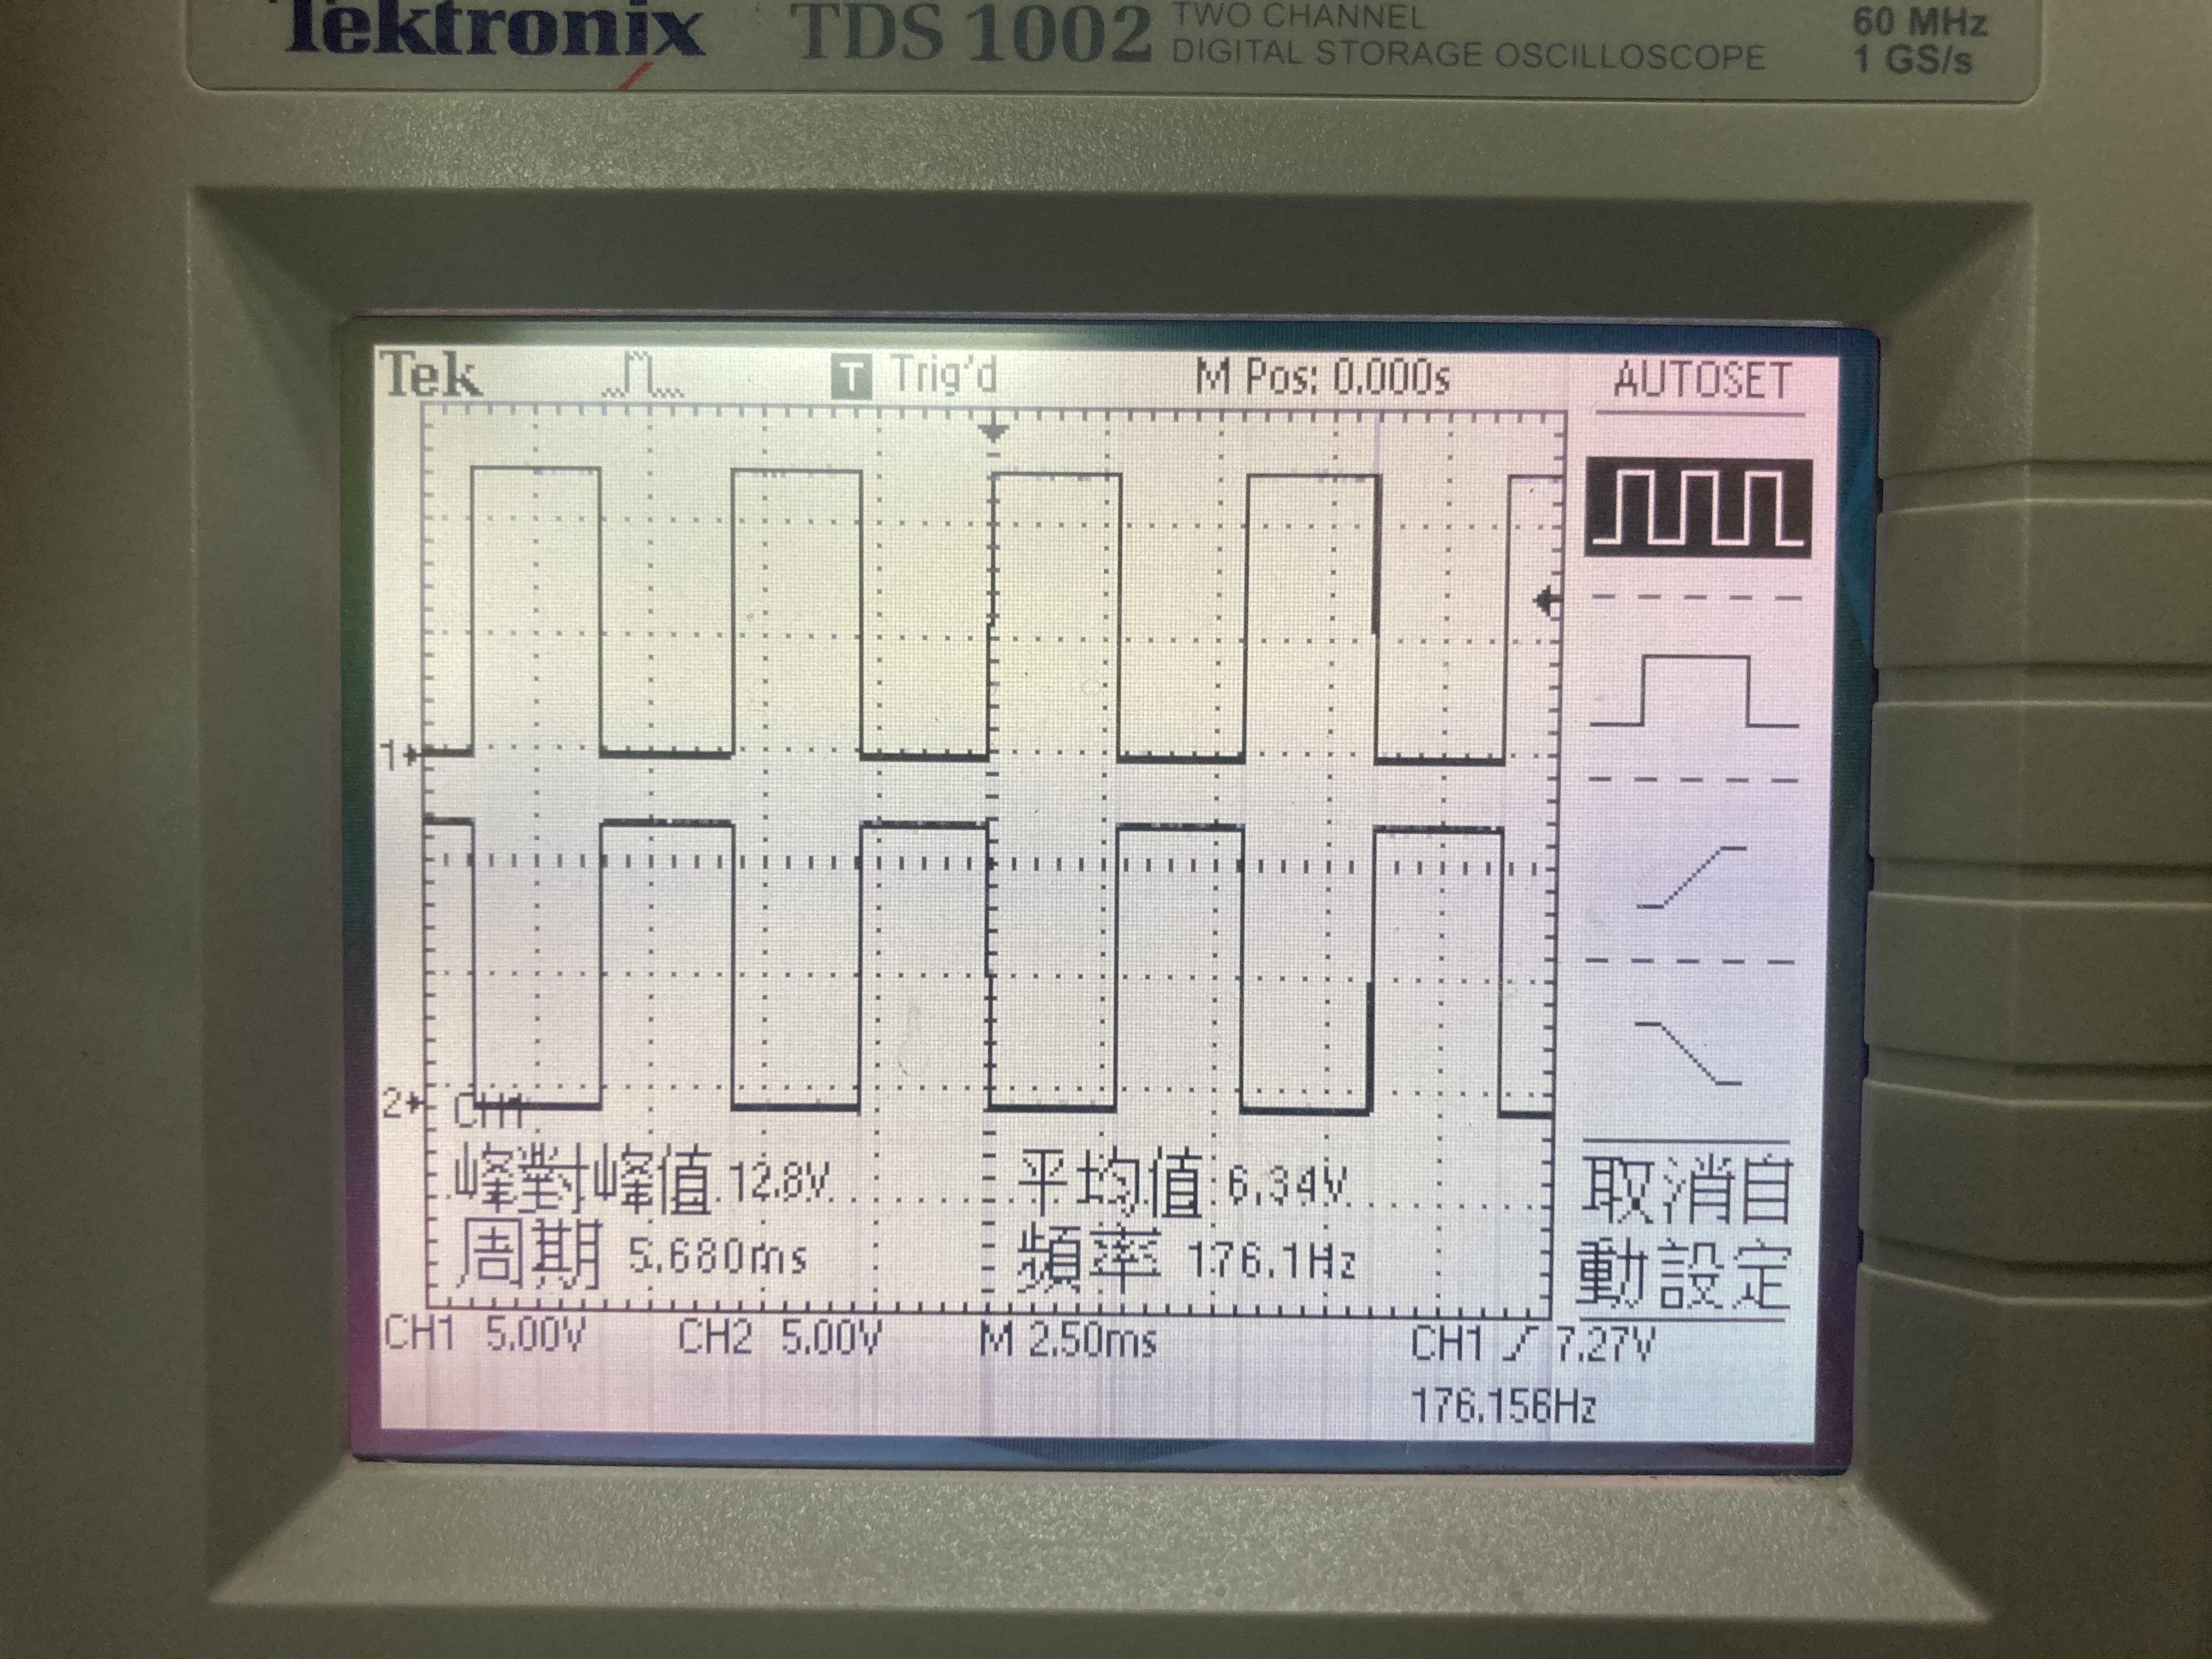 Tektronix TDS 1002 TWO CHANNEL DIGITAL STORAGE OSCILLOSCOPE 60 MHz 1 GS/s
Tek T Trig'd M Pos: 0.000s AUTOSET
1
2 CH1
峰對峰值 12.8V 平均值 6.34V
周期 5.680ms 頻率 176.1Hz
取消自
動設定
CH1 5.00V CH2 5.00V M 2.50ms CH1 7.27V
176.156Hz